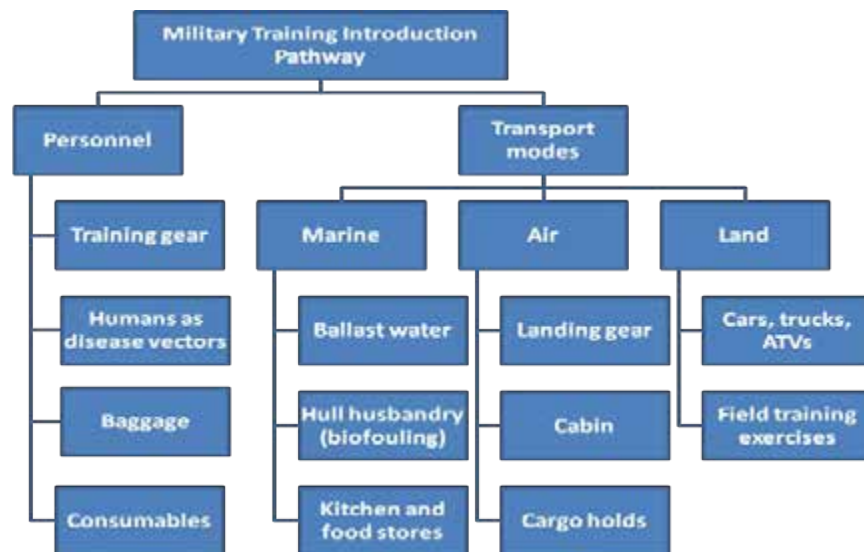 Military Training Introduction
Pathway
Personnel
Transport
modes
Training gear
Marine
Air
Land
Humans as
disease vectors
Ballast water
Landing gear
Cars, trucks,
ATVs
Baggage
Hull husbandry
(biofouling)
Cabin
Field training
exercises
Consumables
Kitchen and
food stores
Cargo holds